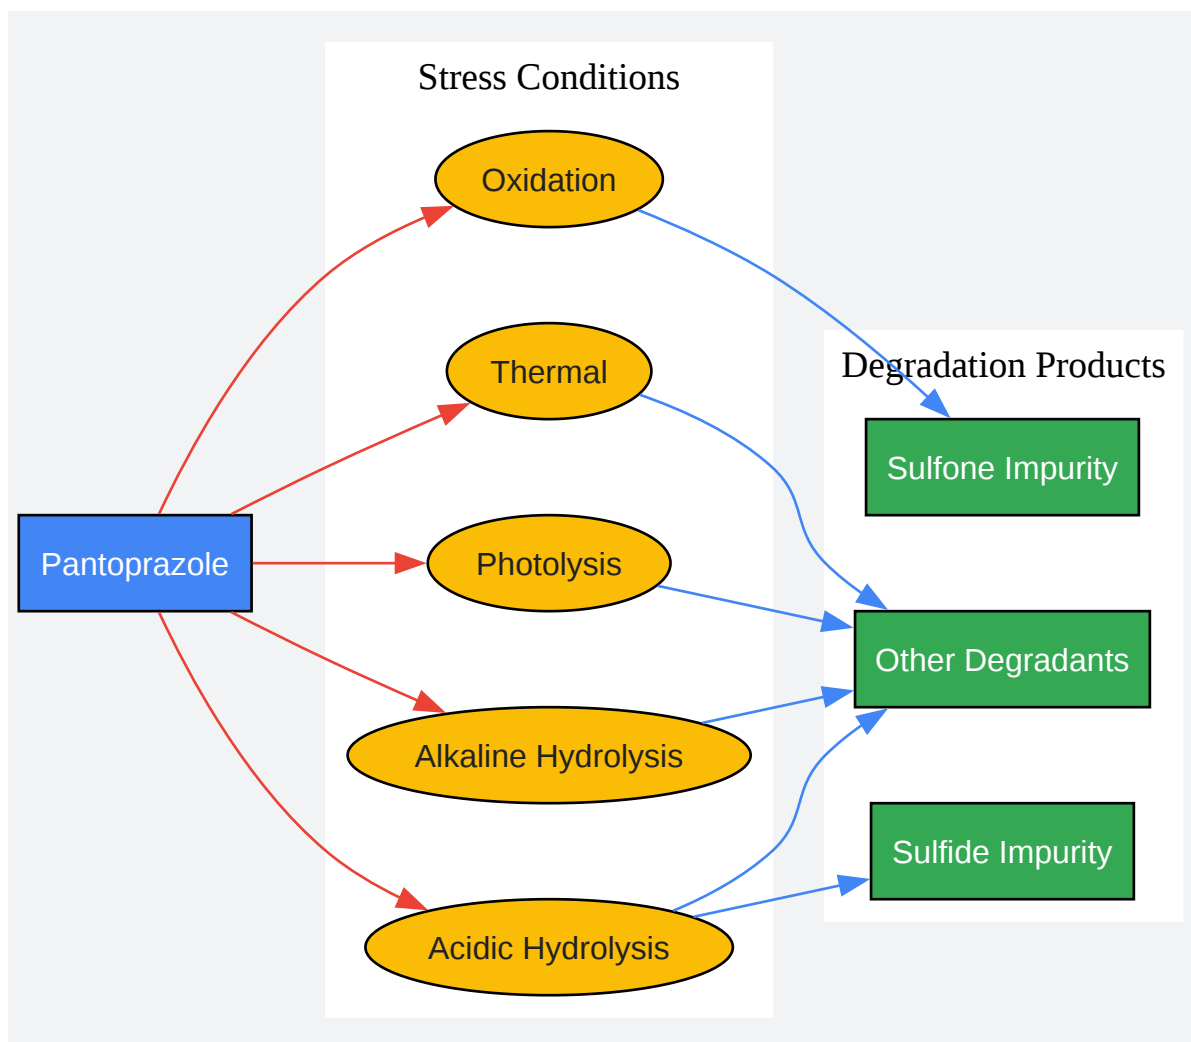 Stress Conditions
Oxidation
Thermal
Degradation Products
Sulfone Impurity
Pantoprazole
Photolysis
Other Degradants
Alkaline Hydrolysis
Sulfide Impurity
Acidic Hydrolysis